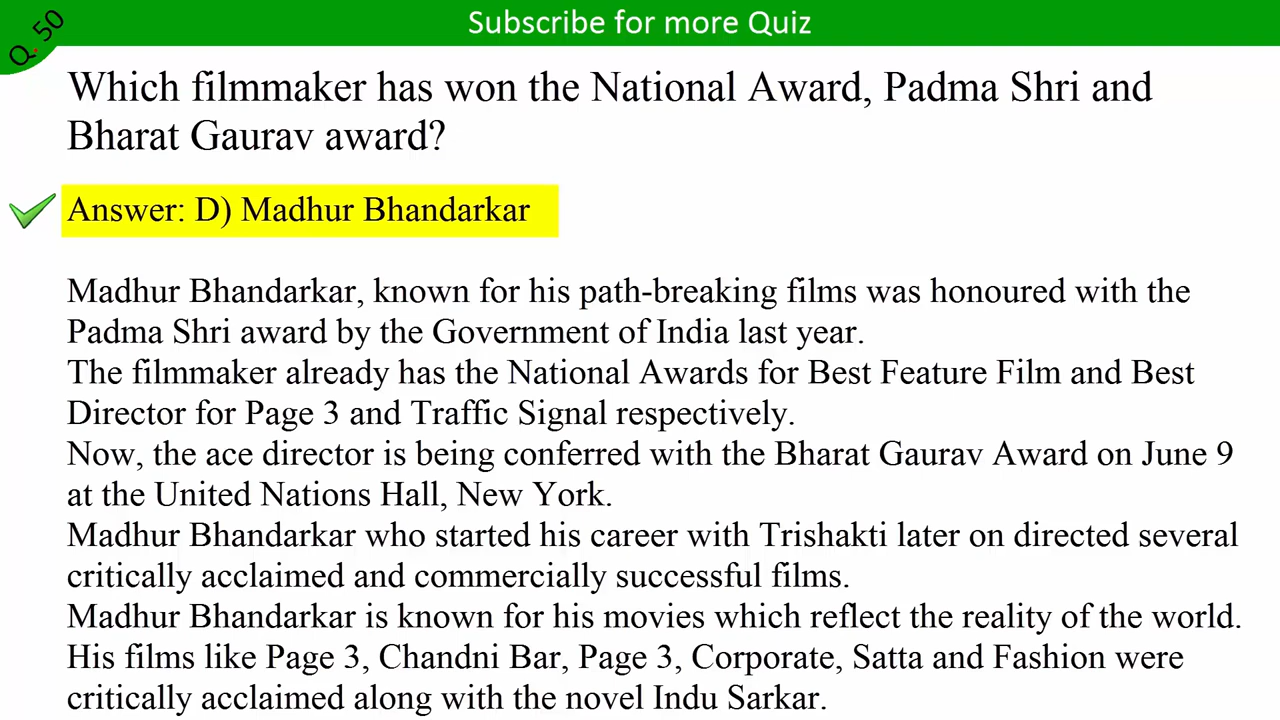 Subscribe for more Quiz
Q. 50
Which filmmaker has won the National Award, Padma Shri and
Bharat Gaurav award?
Answer: D) Madhur Bhandarkar
Madhur Bhandarkar, known for his path-breaking films was honoured with the
Padma Shri award by the Government of India last year.
The filmmaker already has the National Awards for Best Feature Film and Best
Director for Page 3 and Traffic Signal respectively.
Now, the ace director is being conferred with the Bharat Gaurav Award on June 9
at the United Nations Hall, New York.
Madhur Bhandarkar who started his career with Trishakti later on directed several
critically acclaimed and commercially successful films.
Madhur Bhandarkar is known for his movies which reflect the reality of the world.
His films like Page 3, Chandni Bar, Page 3, Corporate, Satta and Fashion were
critically acclaimed along with the novel Indu Sarkar.